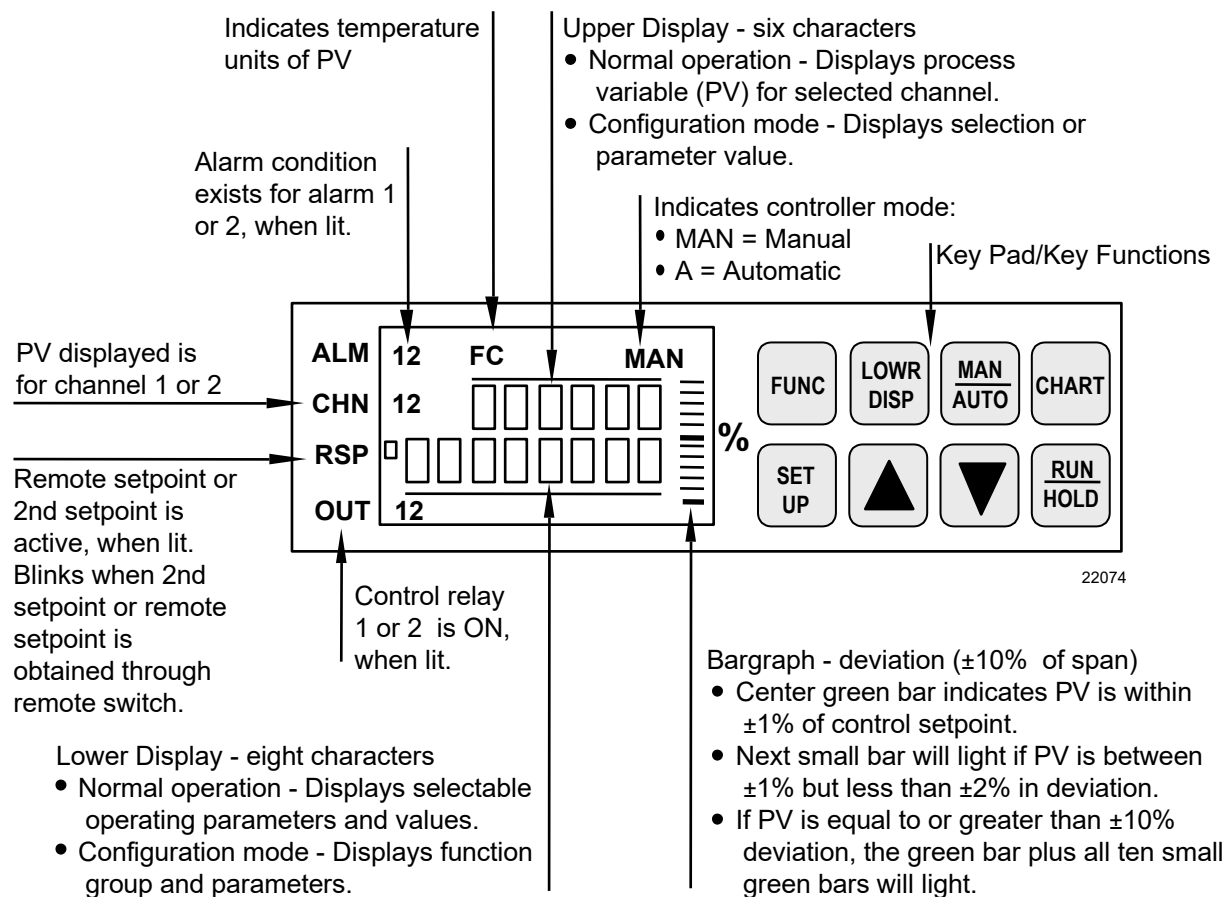 Indicates temperature
units of PV
Upper Display - six characters
• Normal operation - Displays process
variable (PV) for selected channel.
• Configuration mode - Displays selection or
parameter value.
Alarm condition
exists for alarm 1
or 2, when lit.
Indicates controller mode:
• MAN = Manual
• A = Automatic
Key Pad/Key Functions
PV displayed is
for channel 1 or 2
ALM 12 FC MAN
CHN 12
RSP
%
OUT 12
FUNC
LOWR
DISP
MAN
AUTO
CHART
SET
UP
RUN
HOLD
22074
Remote setpoint or
2nd setpoint is
active, when lit.
Blinks when 2nd
setpoint or remote
setpoint is
obtained through
remote switch.
Control relay
1 or 2 is ON,
when lit.
Bargraph - deviation (±10% of span)
• Center green bar indicates PV is within
±1% of control setpoint.
• Next small bar will light if PV is between
±1% but less than ±2% in deviation.
• If PV is equal to or greater than ±10%
deviation, the green bar plus all ten small
green bars will light.
Lower Display - eight characters
• Normal operation - Displays selectable
operating parameters and values.
• Configuration mode - Displays function
group and parameters.